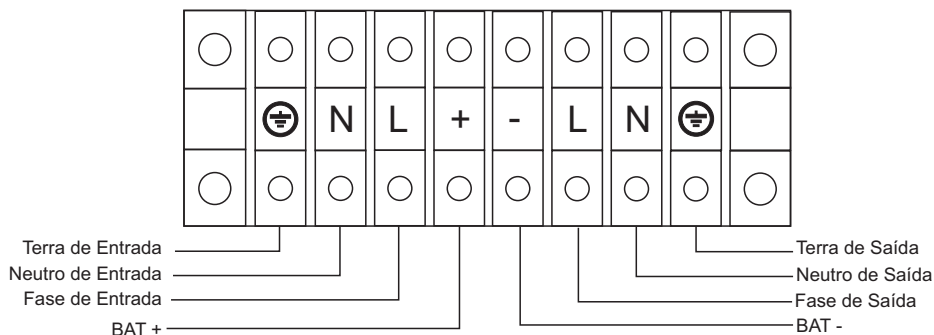 N L + - L N
Terra de Entrada
Terra de Saída
Neutro de Entrada
Neutro de Saída
Fase de Entrada
Fase de Saída
BAT +
BAT -